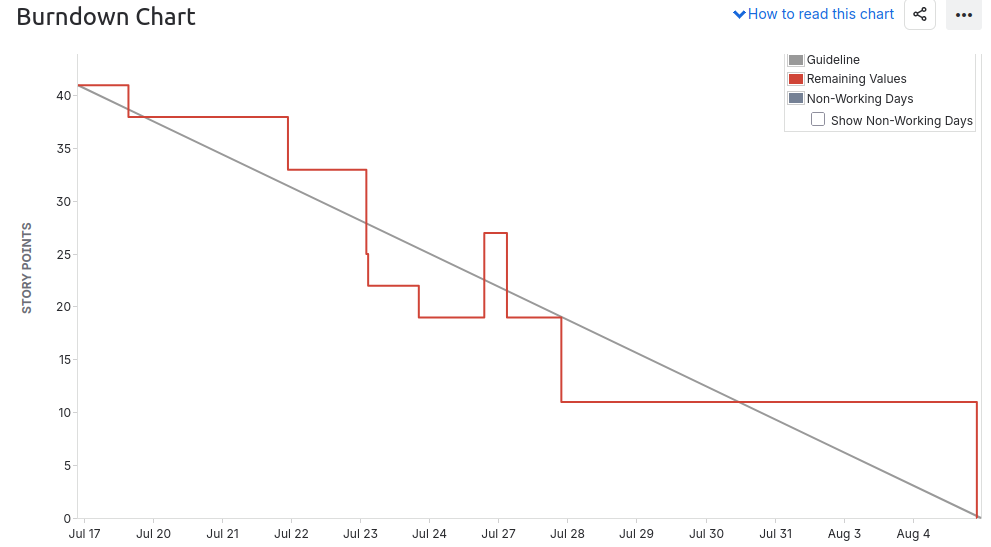 Burndown Chart
How to read this chart
Guideline
Remaining Values
Non-Working Days
Show Non-Working Days
STORY POINTS
40
35
30
25
20
15
10
5
0
Jul 17 Jul 20 Jul 21 Jul 22 Jul 23 Jul 24 Jul 27 Jul 28 Jul 29 Jul 30 Jul 31 Aug 3 Aug 4